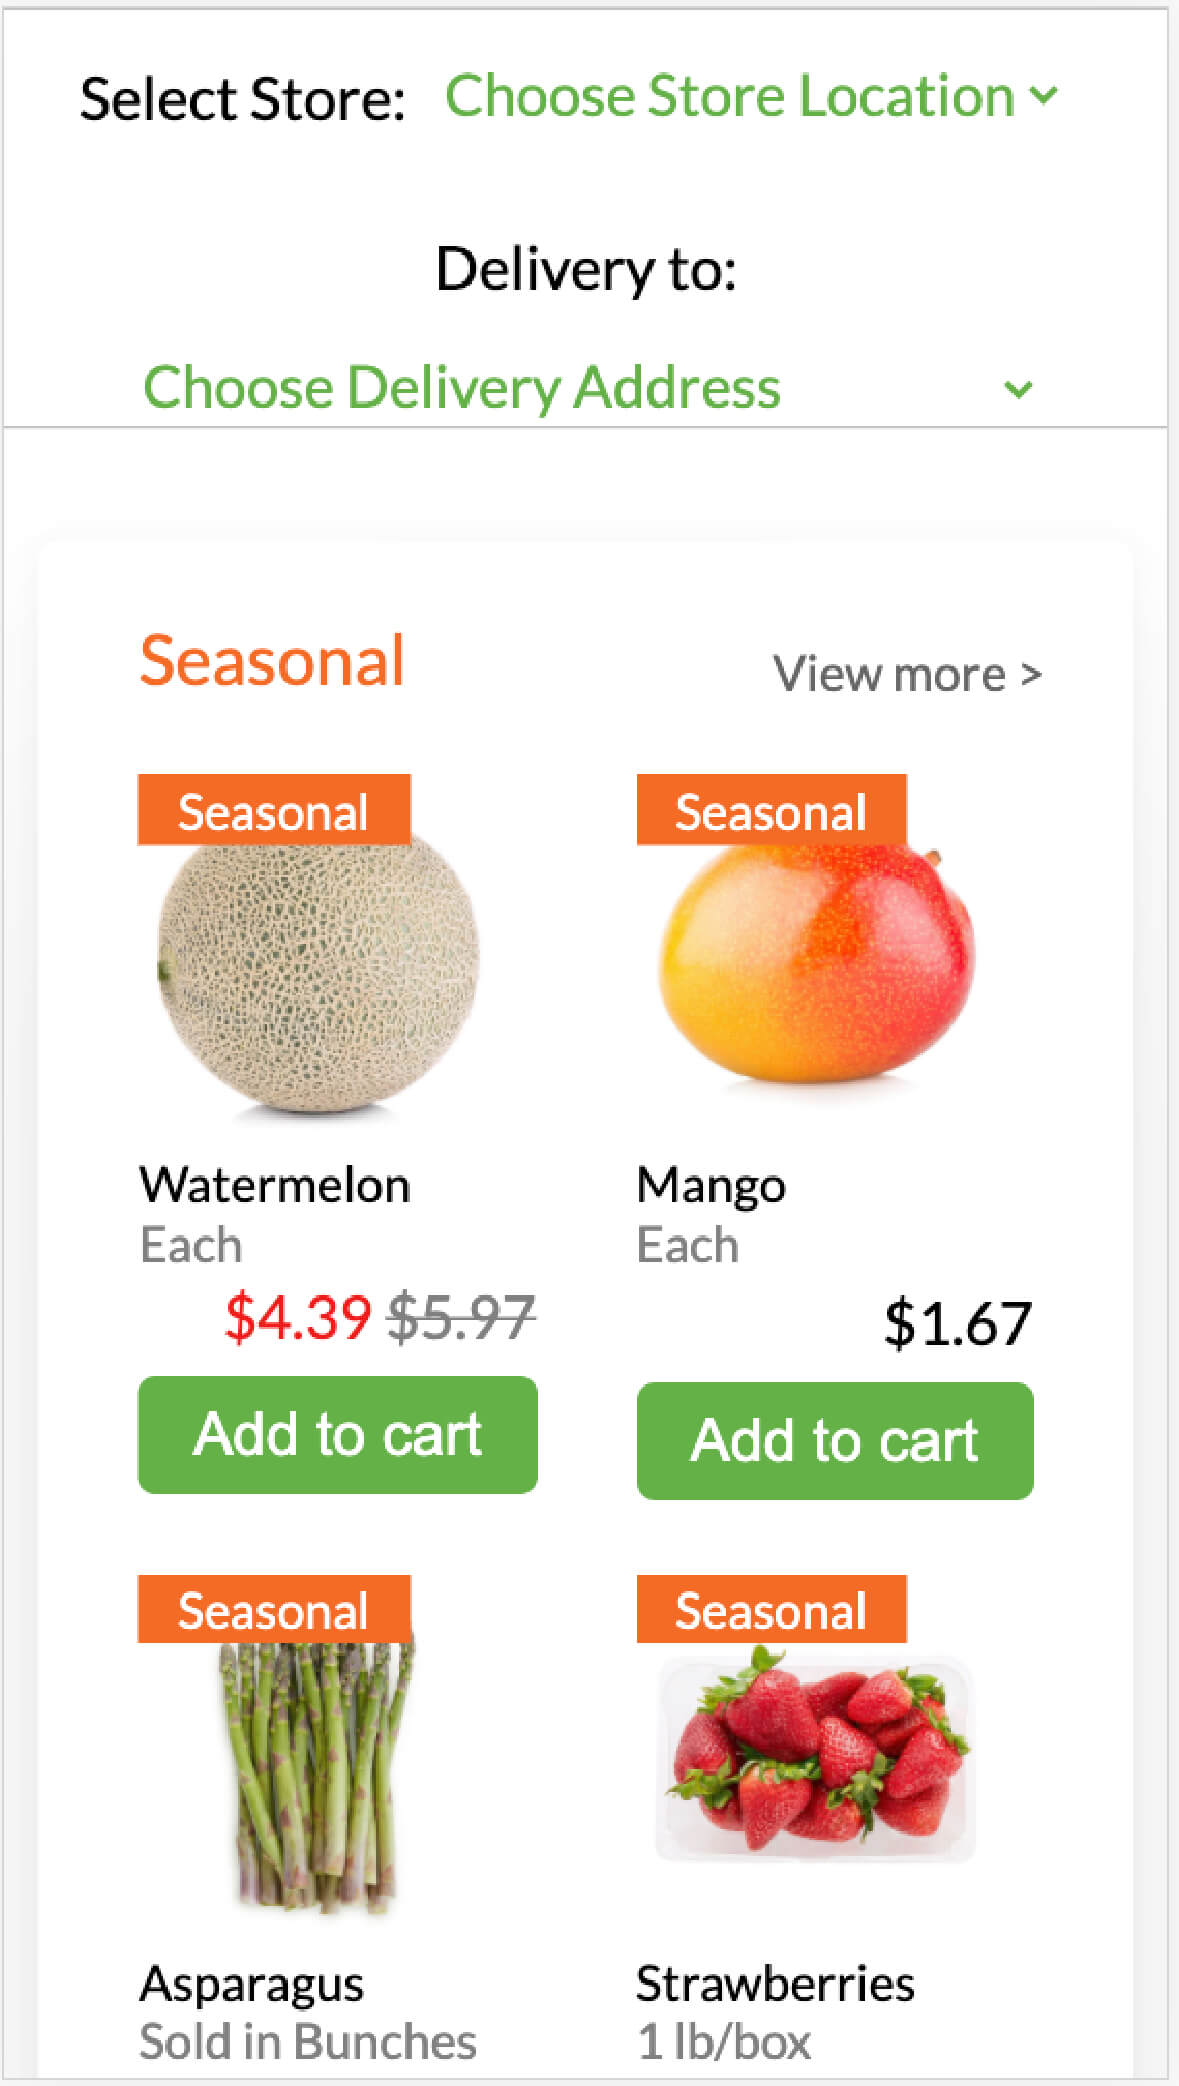 Select Store: Choose Store Location
Delivery to:
Choose Delivery Address
Seasonal
View more >
Seasonal
Seasonal
Watermelon
Each
$4.39 $5.97
Add to cart
Mango
Each
$1.67
Add to cart
Seasonal
Seasonal
Asparagus
Sold in Bunches
Strawberries
1 lb/box